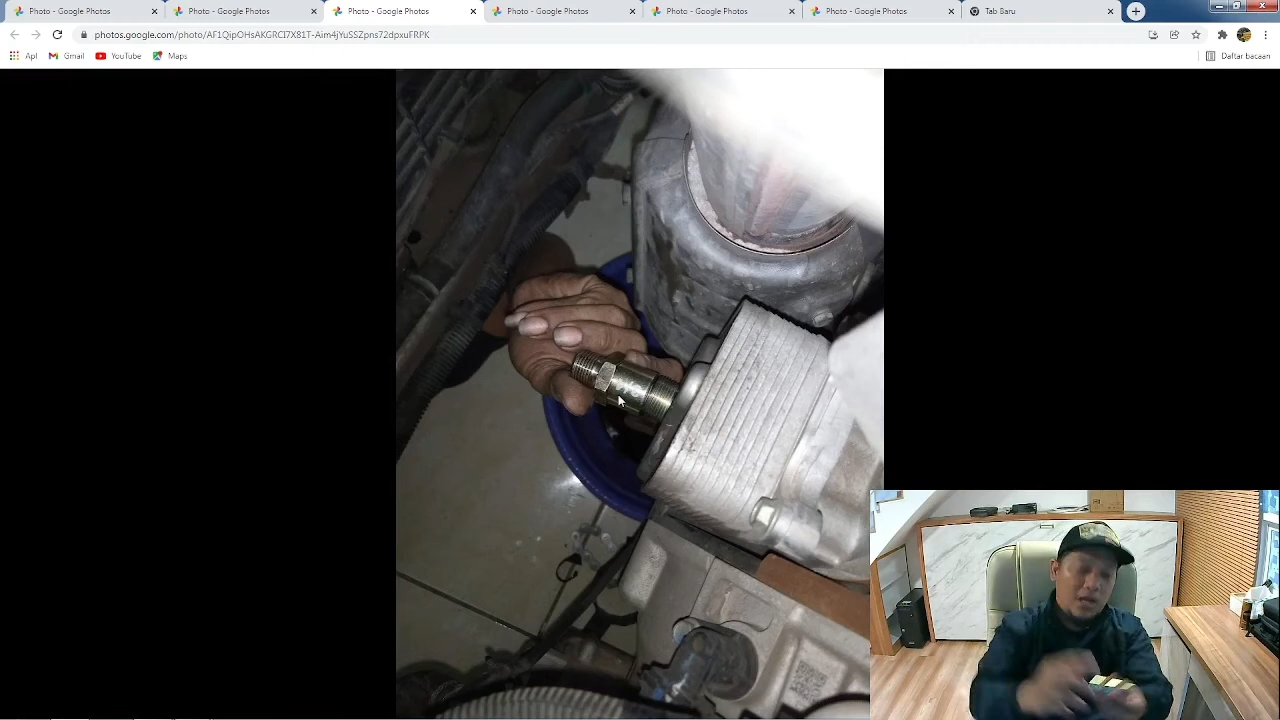 Photo - Google Photos
Photo - Google Photos
Photo - Google Photos
Photo - Google Photos
Photo - Google Photos
Photo - Google Photos
Tab Baru
photos.google.com/photo/AF1QipOHsAKGRCI7X81T-Aim4jYuSSZpns72dpxuFRPK
Apl
Gmail
YouTube
Maps
Daftar bacaan